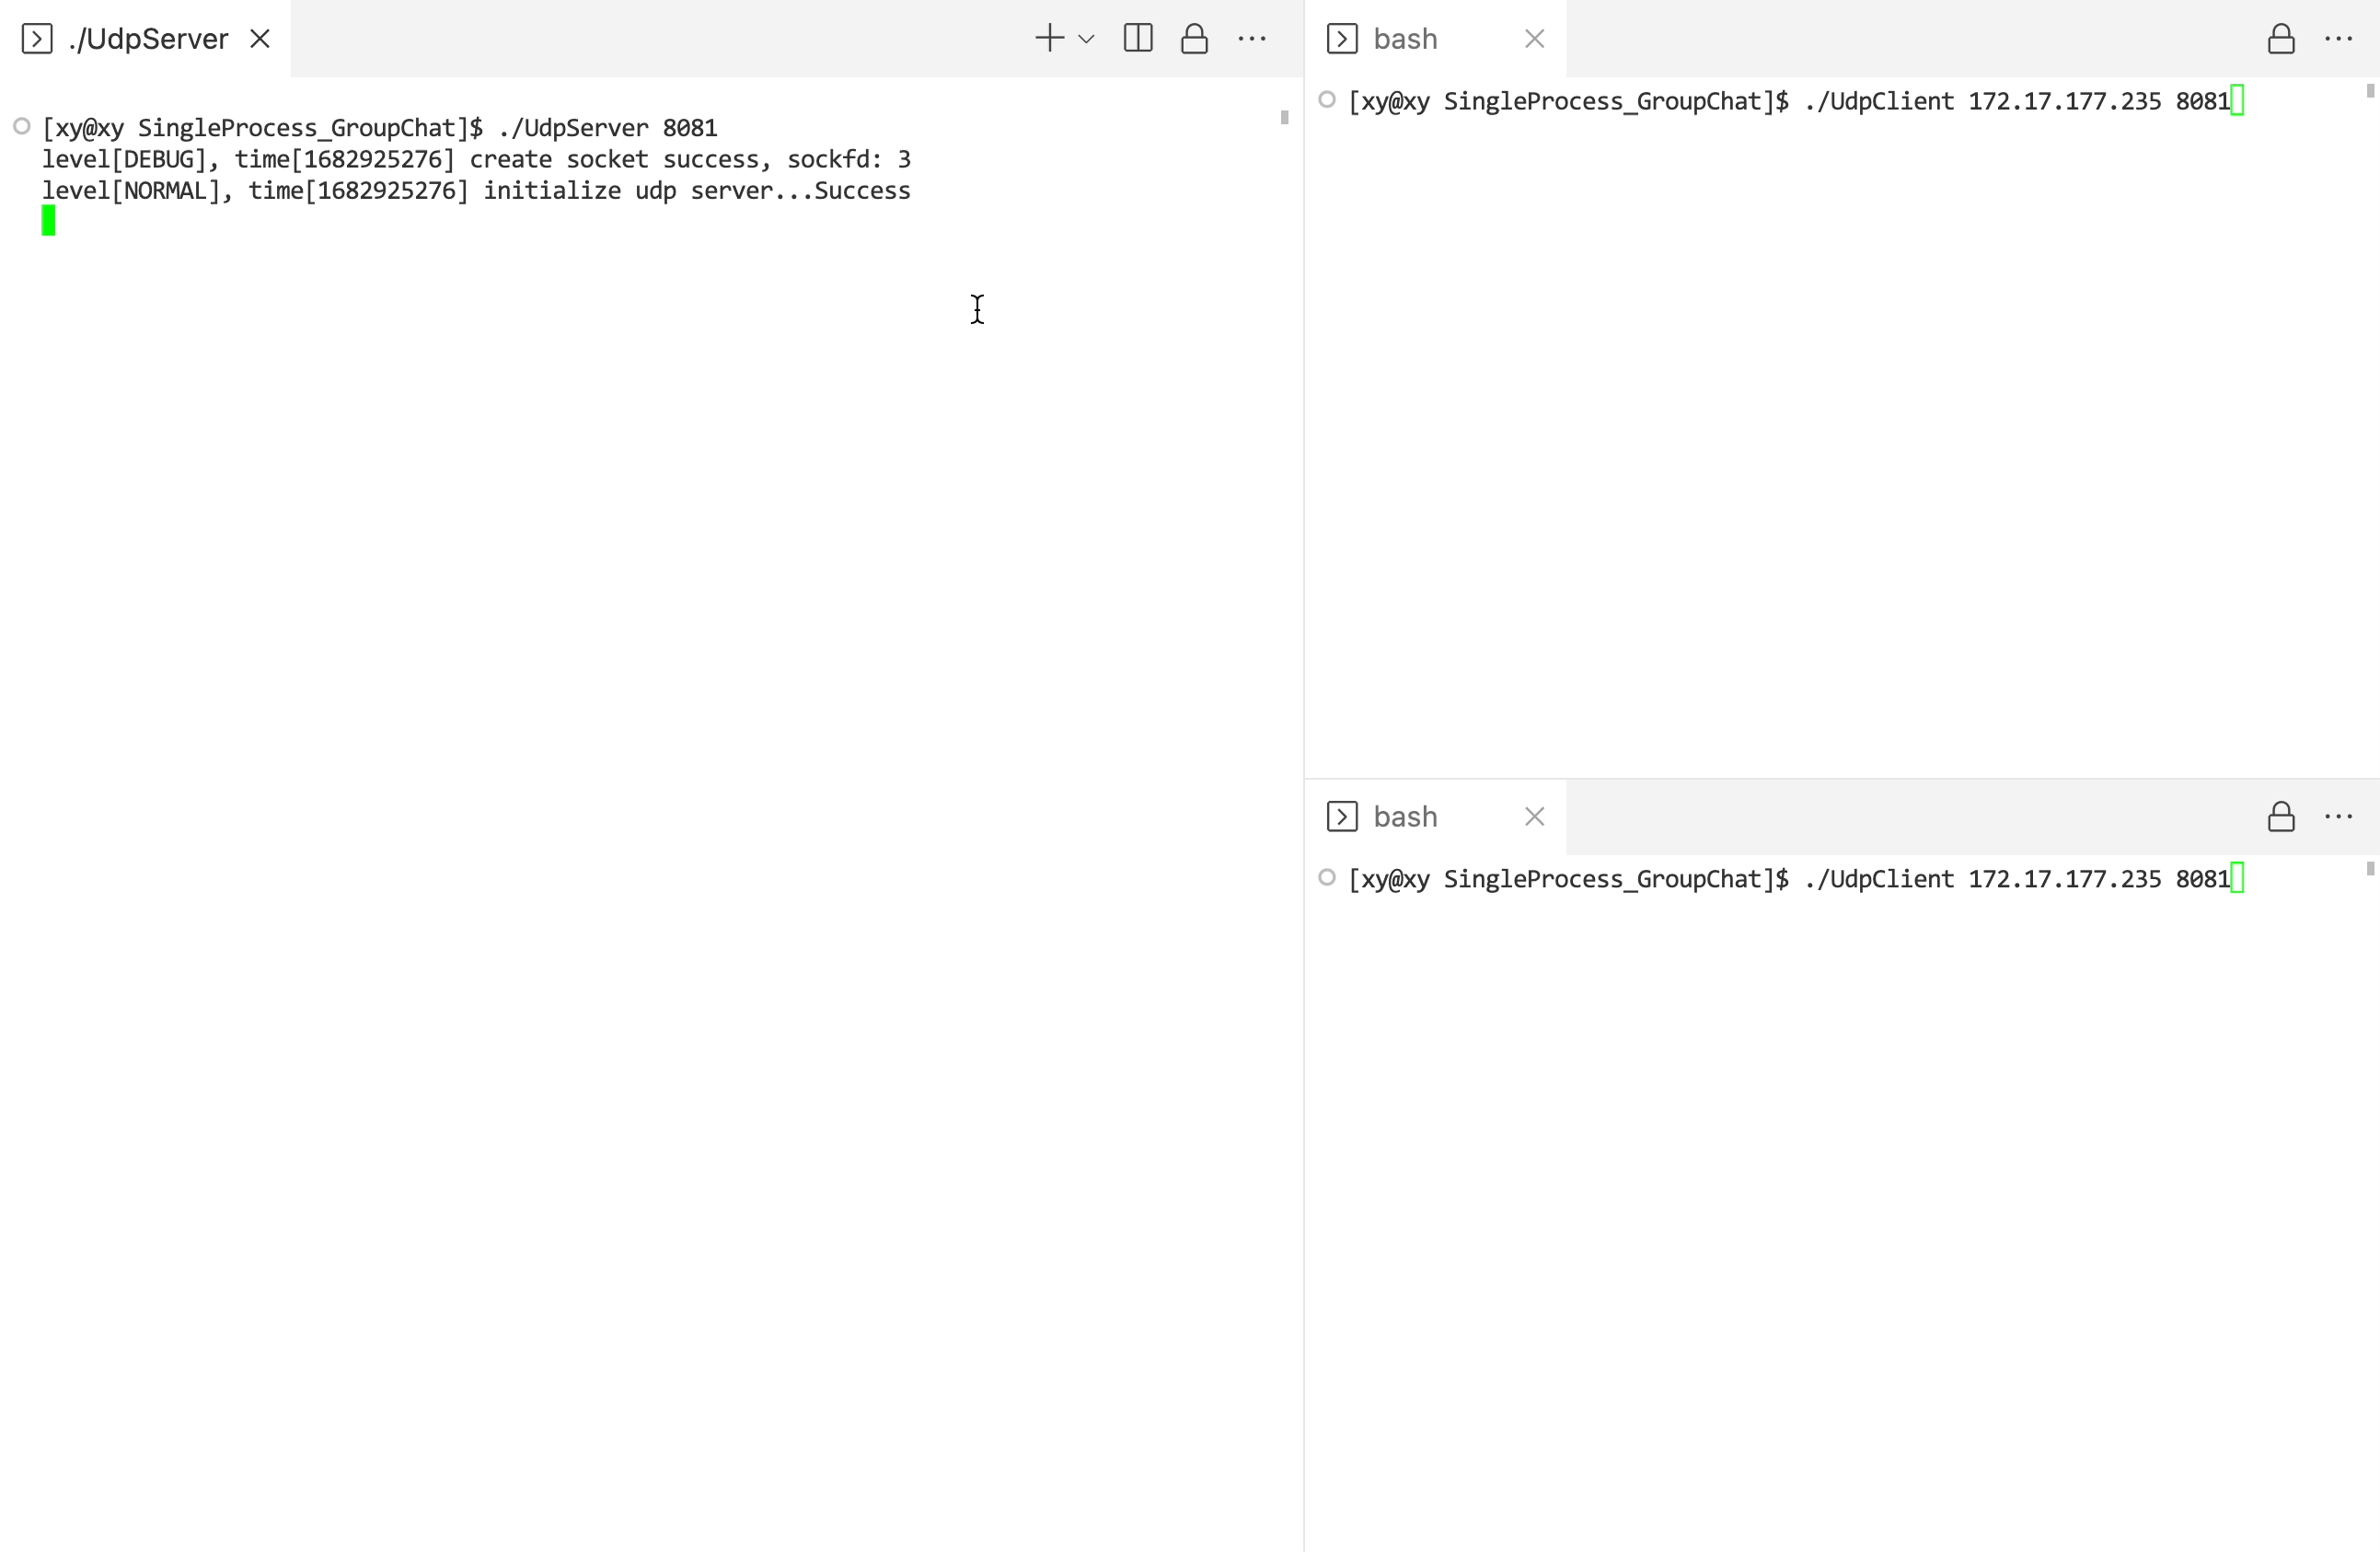 ./UdpServer
[xy@xy SingleProcess_GroupChat]$ ./UdpServer 8081
level[DEBUG], time[1682925276] create socket success, sockfd: 3
level[NORMAL], time[1682925276] initialize udp server...Success
bash
[xy@xy SingleProcess_GroupChat]$ ./UdpClient 172.17.177.235 8081
bash
[xy@xy SingleProcess_GroupChat]$ ./UdpClient 172.17.177.235 8081